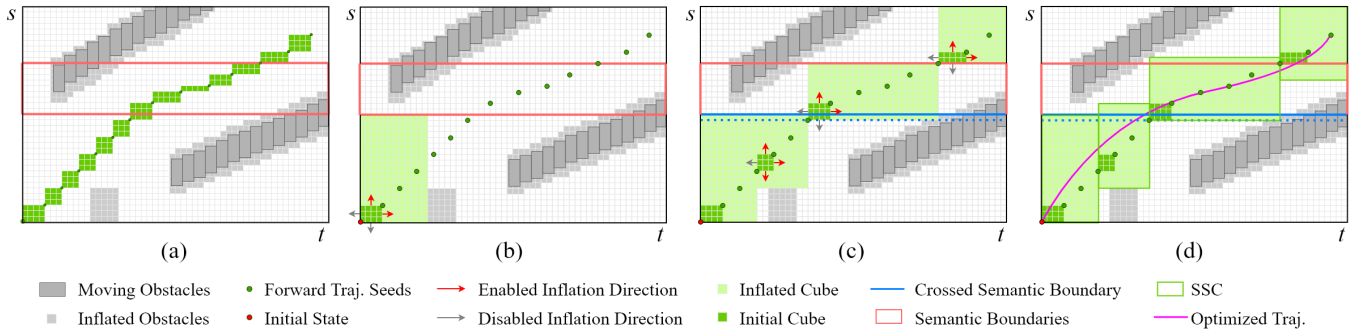 s
s
s
s
t
t
t
t
(a)
(b)
(c)
(d)
Moving Obstacles
Forward Traj. Seeds
Enabled Inflation Direction
Inflated Cube
Crossed Semantic Boundary
SSC
Inflated Obstacles
Initial State
Disabled Inflation Direction
Initial Cube
Semantic Boundaries
Optimized Traj.